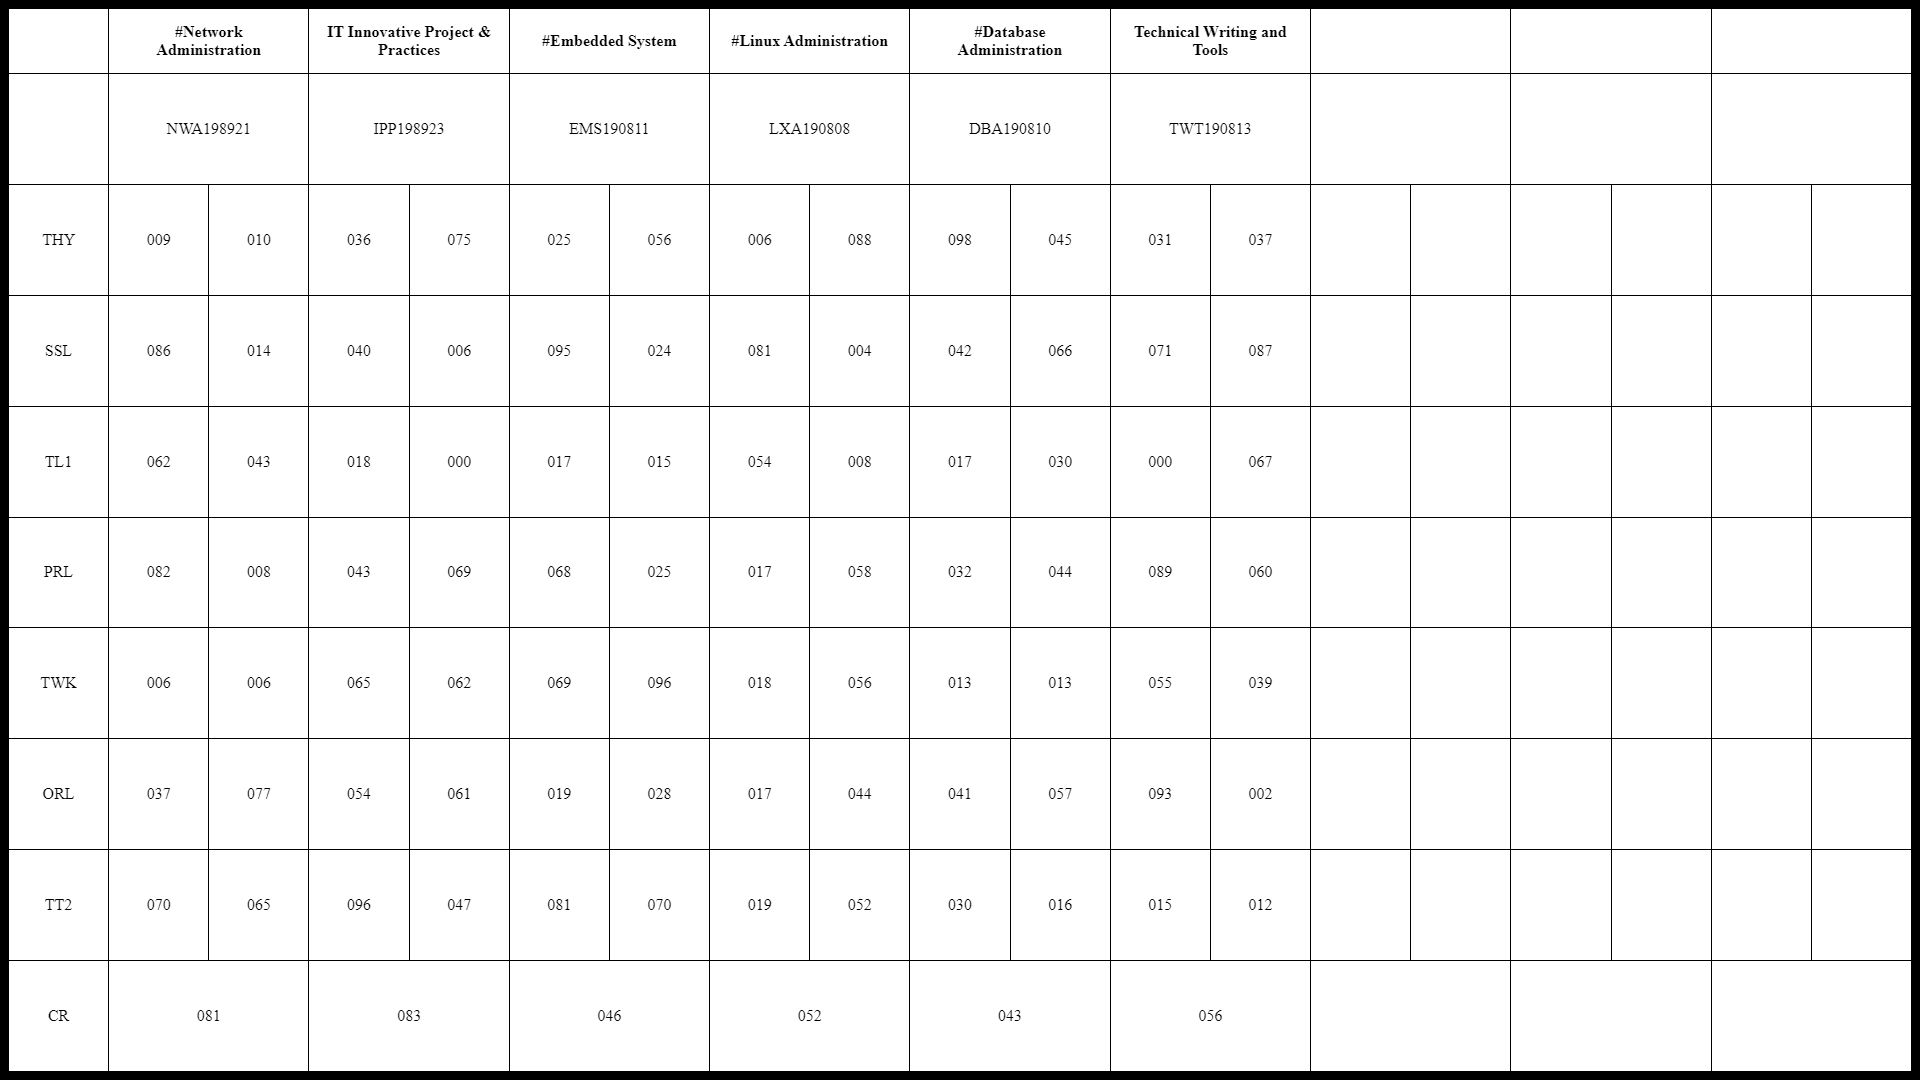 #Network Administration IT Innovative Project & Practices #Embedded System #Linux Administration #Database Administration Technical Writing and Tools
NWA198921 IPP198923 EMS190811 LXA190808 DBA190810 TWT190813
THY 009 010 036 075 025 056 006 088 098 045 031 037
SSL 086 014 040 006 095 024 081 004 042 066 071 087
TL1 062 043 018 000 017 015 054 008 017 030 000 067
PRL 082 008 043 069 068 025 017 058 032 044 089 060
TWK 006 006 065 062 069 096 018 056 013 013 055 039
ORL 037 077 054 061 019 028 017 044 041 057 093 002
TT2 070 065 096 047 081 070 019 052 030 016 015 012
CR 081 083 046 052 043 056